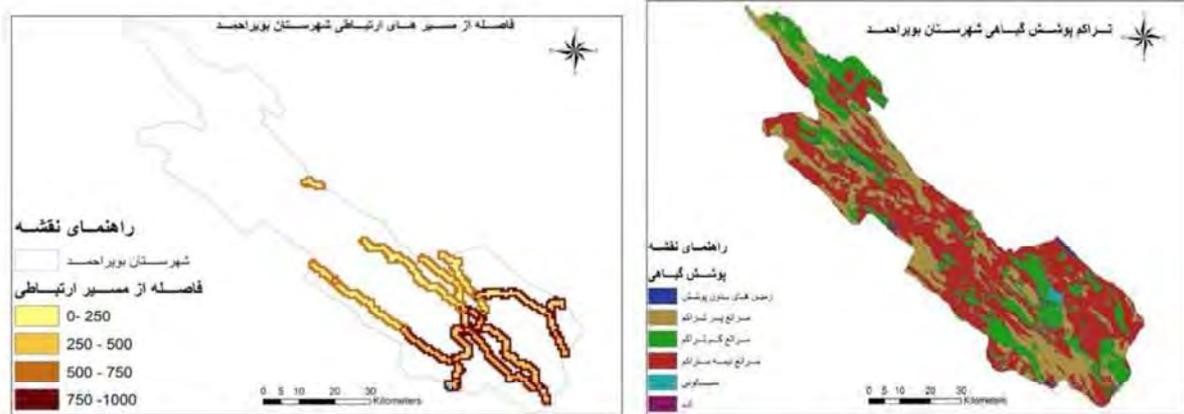 فاصله از مسیر های ارتباطی شهرستان بویراحمد
راهنمای نقشه
شهرستان بویراحمد
فاصله از مسیر ارتباطی
0- 250
250 - 500
500 - 750
750 -1000
0 5 10 20 30
Kilometers
تراکم پوشش گیاهی شهرستان بویراحمد
راهنمای نقشه
پوشش گیاهی
زمین های بدون پوشش
مراتع پر تراکم
مراتع کم تراکم
مراتع نیمه متراکم
مسکونی
0 5 10 20 30
Kilometers